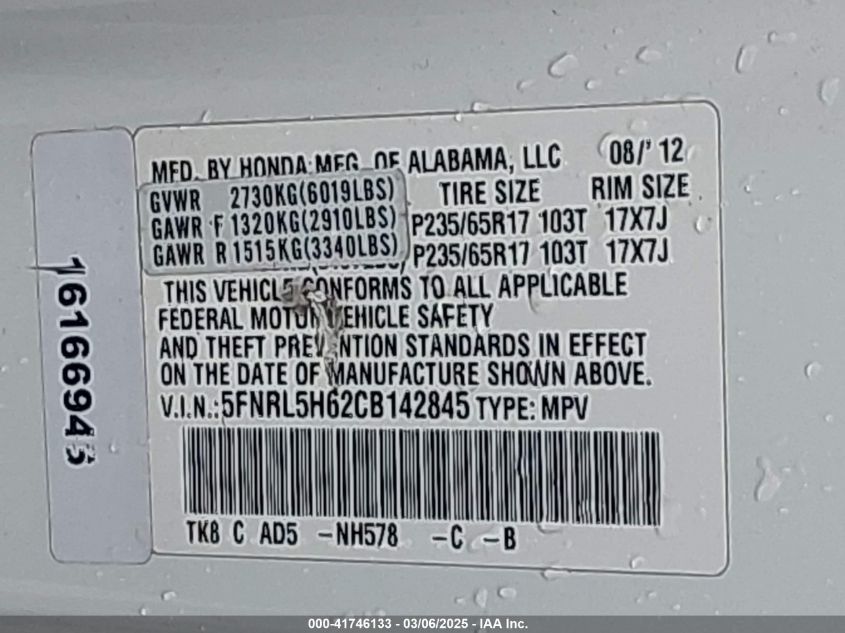 MFD. BY HONDA MFG. OF ALABAMA, LLC 08/'12
GVWR 2730KG(6019LBS) TIRE SIZE RIM SIZE
GAWR F 1320KG(2910LBS) P235/65R17 103T 17X7J
GAWR R 1515KG(3340LBS) P235/65R17 103T 17X7J
THIS VEHICLE CONFORMS TO ALL APPLICABLE
FEDERAL MOTOR VEHICLE SAFETY
AND THEFT PREVENTION STANDARDS IN EFFECT
ON THE DATE OF MANUFACTURE SHOWN ABOVE.
V.I.N.:5FNRL5H62CB142845 TYPE: MPV
TK8 C AD5 -NH578 -C -B
16166945
000-41746133 - 03/06/2025 - IAA Inc.